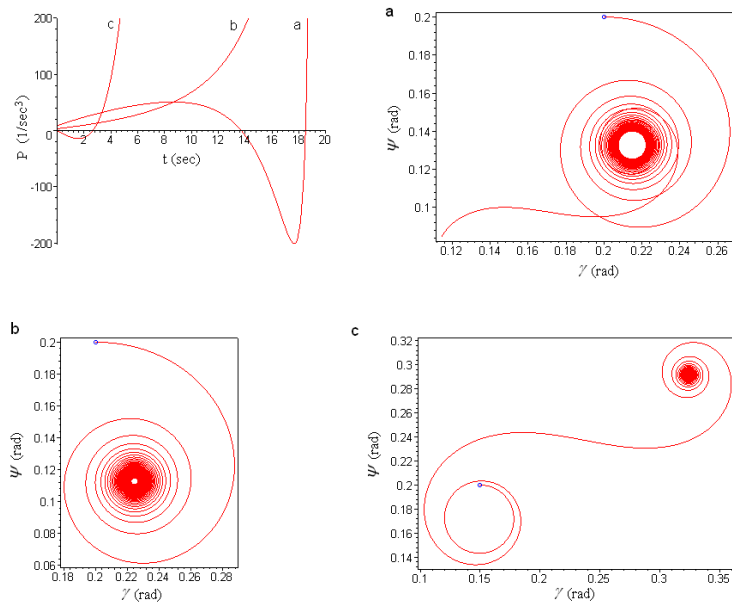 200
100
0
-100
-200
P (1/sec³)
c
b
a
2 4 6 8 10 12 14 16 18 20
t (sec)
a
0.2
0.18
0.16
0.14
0.12
0.1
Ψ (rad)
0.12 0.14 0.16 0.18 0.20 0.22 0.24 0.26
γ (rad)
b
0.2
0.18
0.16
0.14
0.12
0.1
0.08
0.06
Ψ (rad)
0.18 0.2 0.22 0.24 0.26 0.28
γ (rad)
c
0.32
0.3
0.28
0.26
0.24
0.22
0.2
0.18
0.16
0.14
Ψ (rad)
0.1 0.15 0.2 0.25 0.3 0.35
γ (rad)